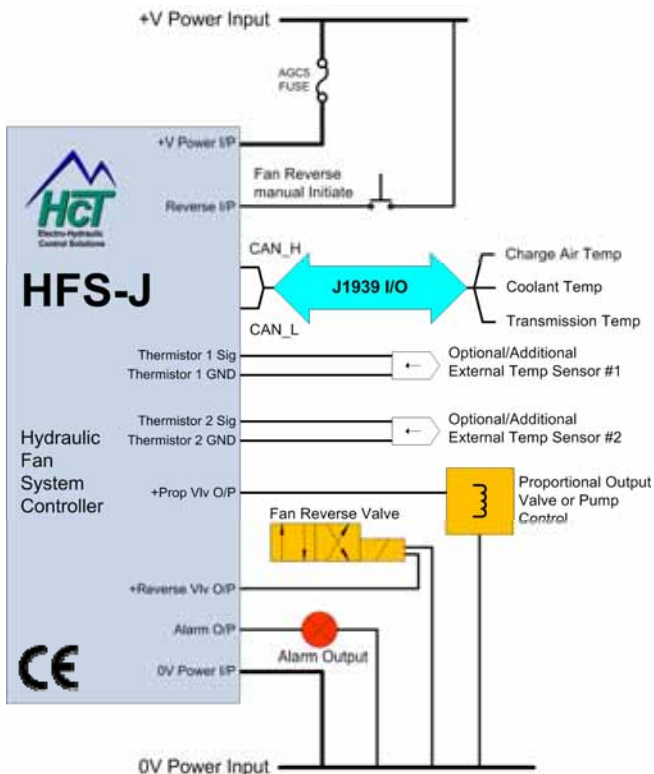 +V Power Input
AGC5
FUSE
+V Power I/P
Fan Reverse
manual Initiate
Reverse I/P
HCT
Electro-Hydraulic
Control Solutions
CAN_H
HFS-J
J1939 I/O
Charge Air Temp
Coolant Temp
Transmission Temp
CAN_L
Thermistor 1 Sig
Thermistor 1 GND
Optional/Additional
External Temp Sensor #1
Thermistor 2 Sig
Thermistor 2 GND
Optional/Additional
External Temp Sensor #2
Hydraulic
Fan
System
Controller
+Prop Vlv O/P
Proportional Output
Valve or Pump
Control
Fan Reverse Valve
+Reverse Vlv O/P
Alarm O/P
Alarm Output
CE
0V Power I/P
0V Power Input